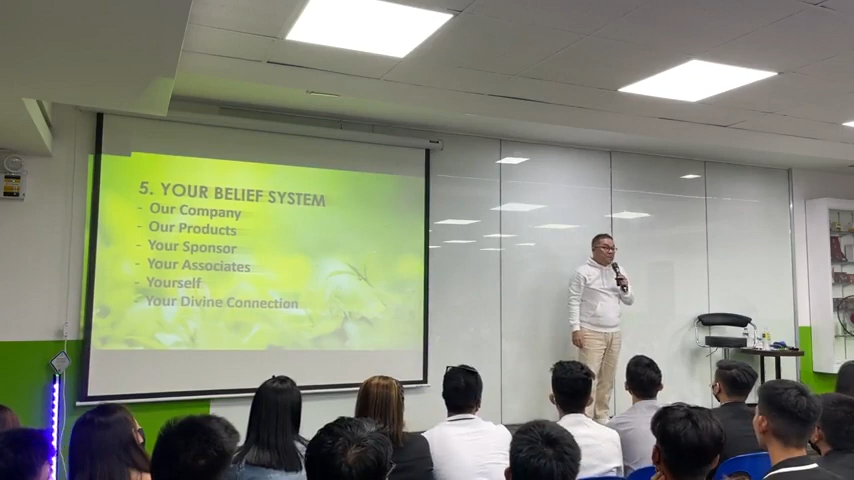 5. YOUR BELIEF SYSTEM
- Our Company
- Our Products
- Your Sponsor
- Your Associates
- Yourself
Your Divine Connection